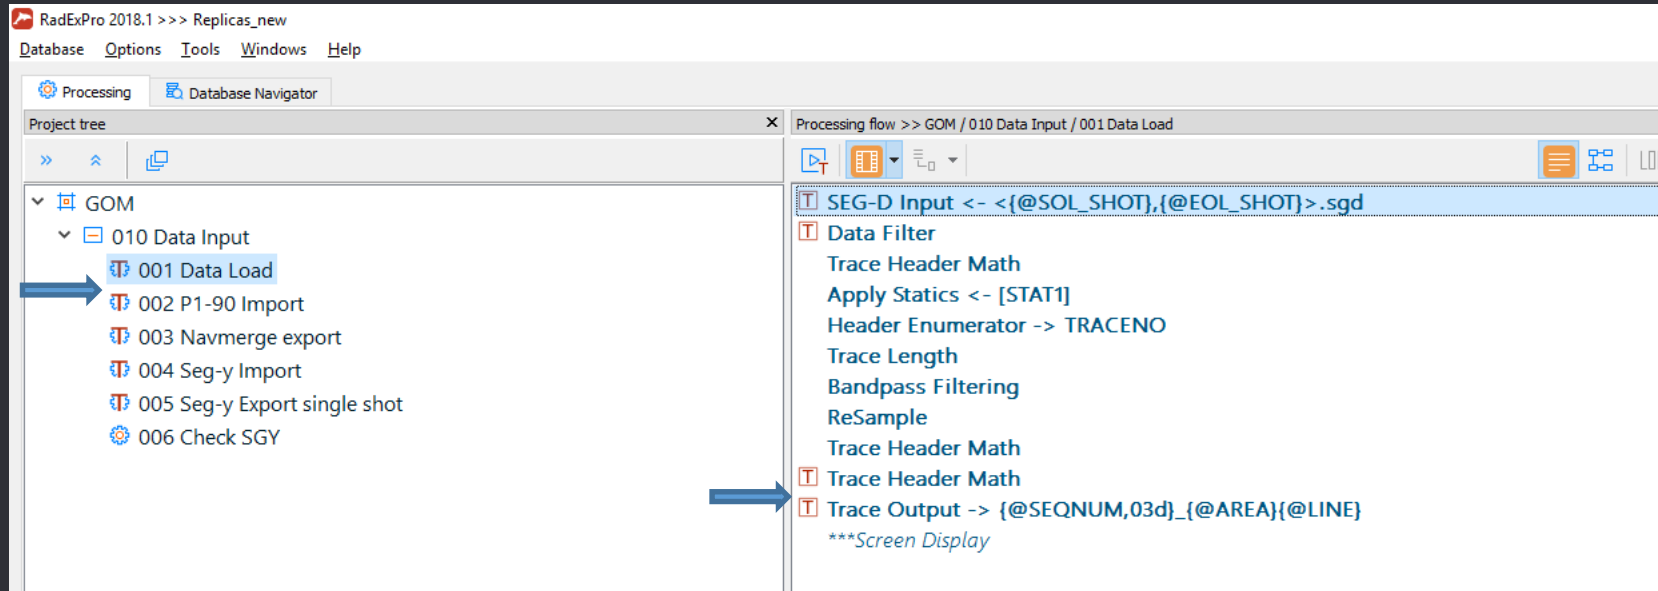 RadExPro 2018.1 >>> Replicas_new
Database Options Tools Windows Help
Processing Database Navigator
Project tree
GOM
010 Data Input
001 Data Load
002 P1-90 Import
003 Navmerge export
004 Seg-y Import
005 Seg-y Export single shot
006 Check SGY
Processing flow >> GOM / 010 Data Input / 001 Data Load
T SEG-D Input <- <{@SOL_SHOT},{@EOL_SHOT}>.sgd
T Data Filter
Trace Header Math
Apply Statics <- [STAT1]
Header Enumerator -> TRACENO
Trace Length
Bandpass Filtering
ReSample
Trace Header Math
T Trace Header Math
T Trace Output -> {@SEQNUM,03d}_{@AREA}{@LINE}
***Screen Display